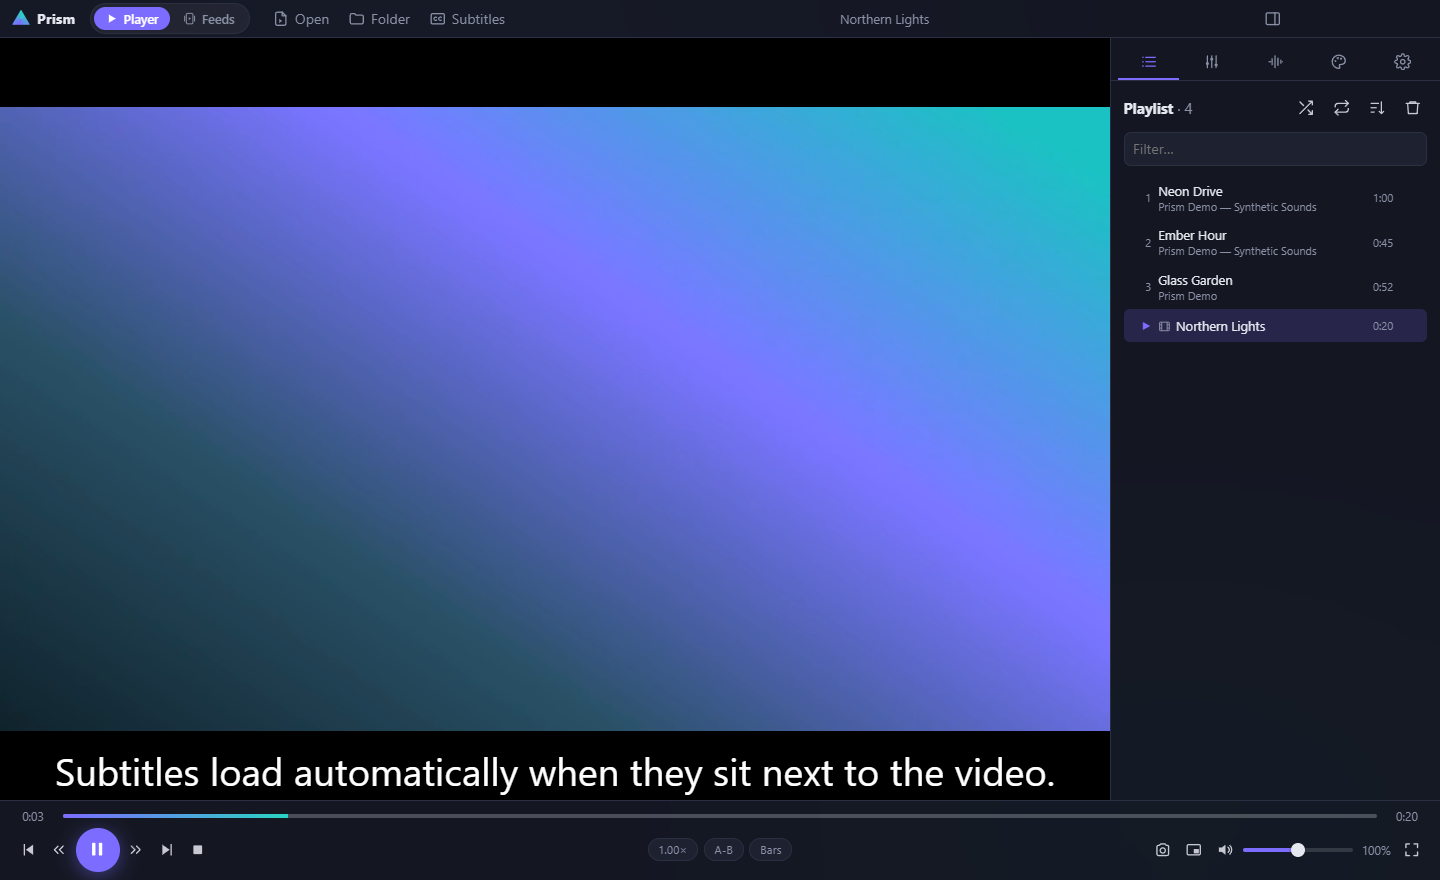 Prism
Player
Feeds
Open
Folder
Subtitles
Northern Lights
Playlist · 4
Filter...
1 Neon Drive 1:00
Prism Demo — Synthetic Sounds
2 Ember Hour 0:45
Prism Demo — Synthetic Sounds
3 Glass Garden 0:52
Prism Demo
Northern Lights 0:20
Subtitles load automatically when they sit next to the video.
0:03
0:20
1.00×
A-B
Bars
100%